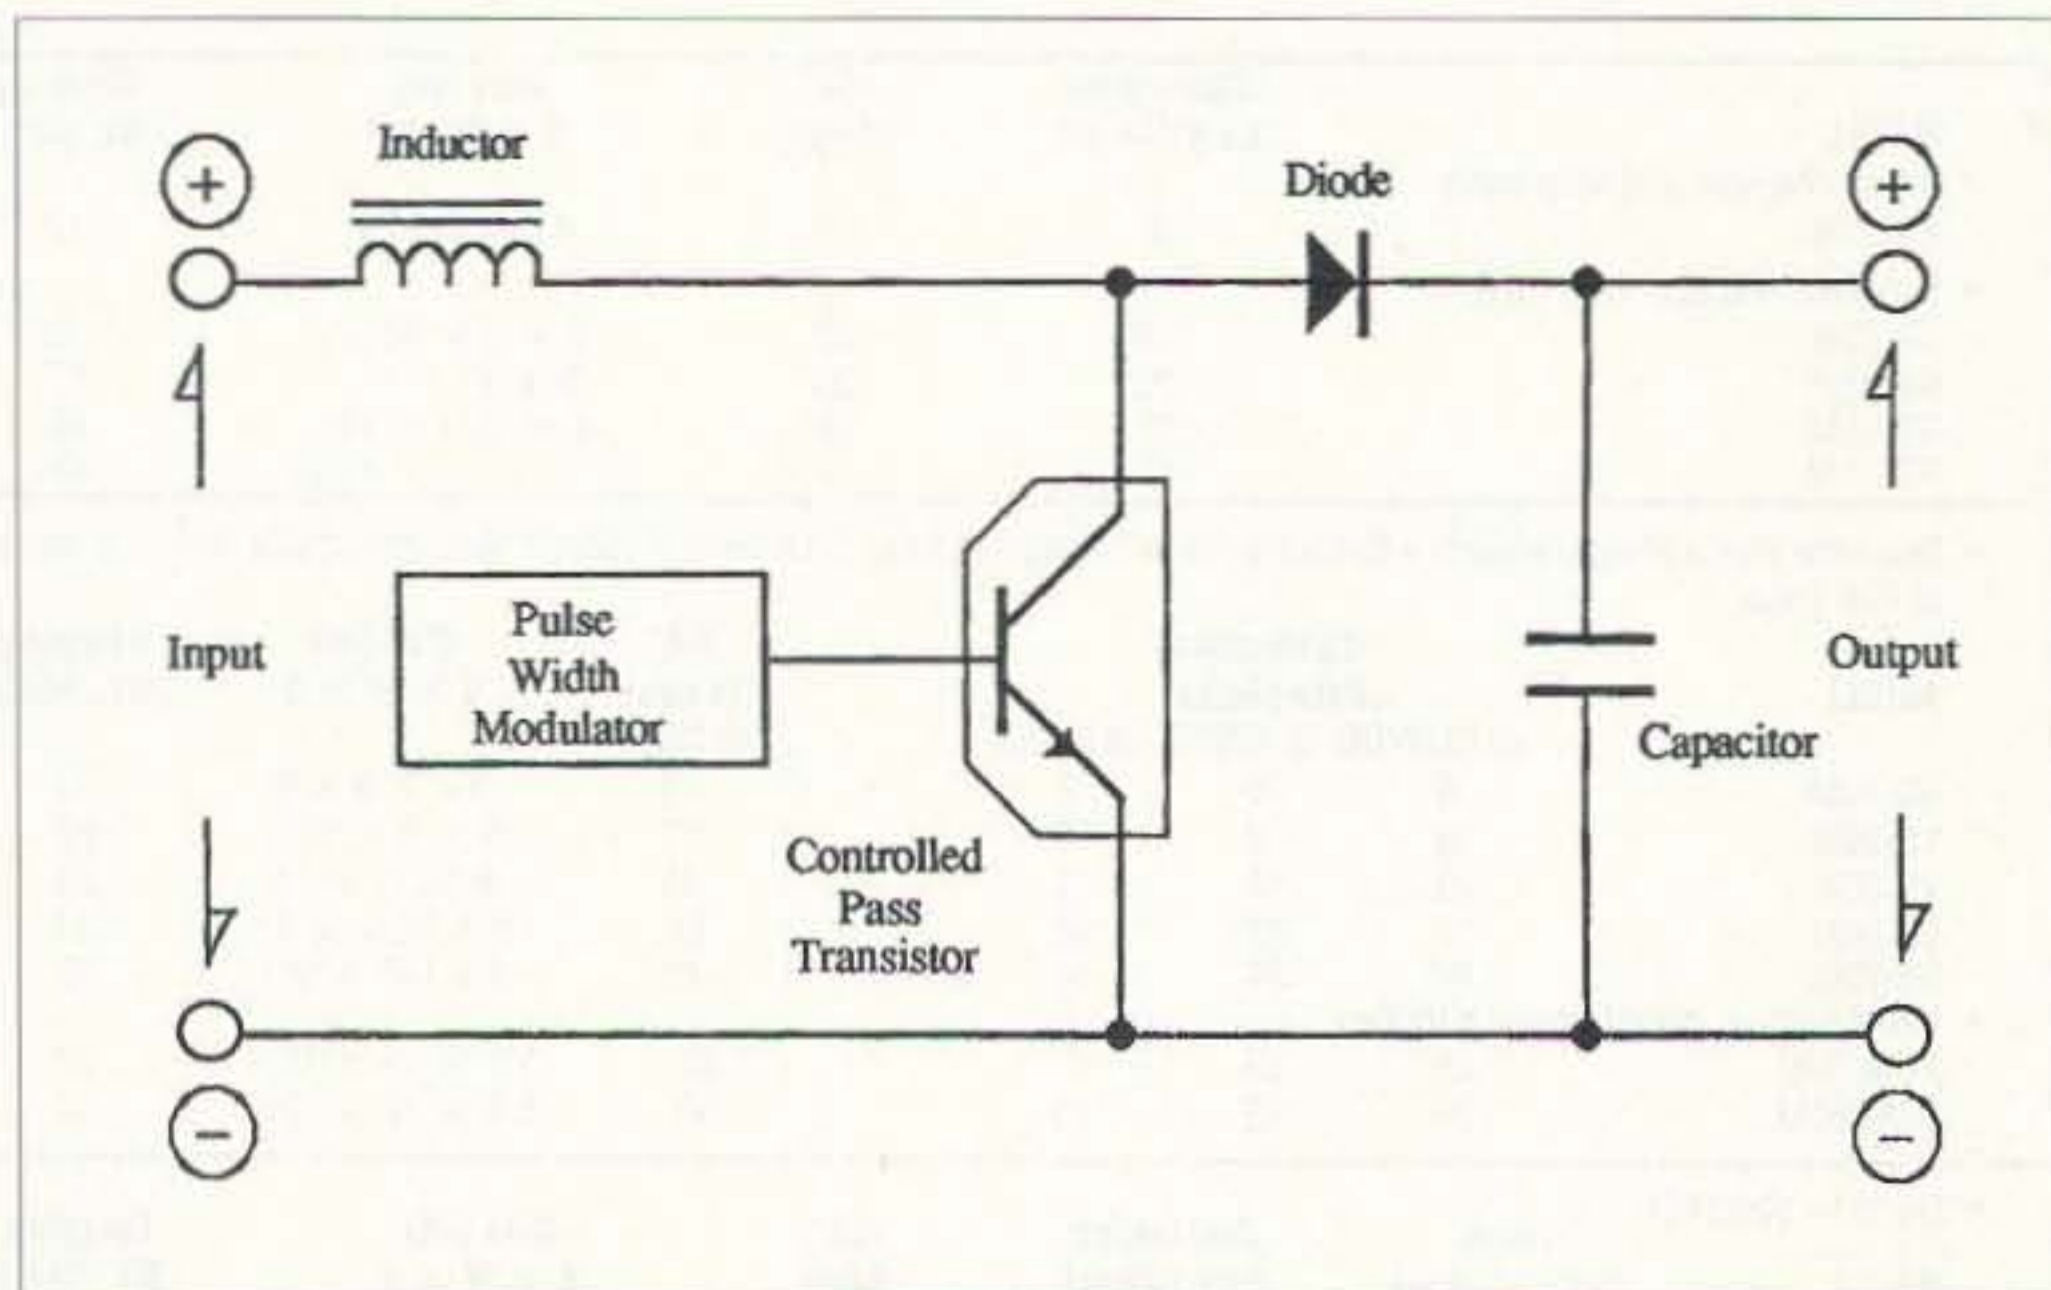 Inductor
Diode
+
+
Input
Pulse
Width
Modulator
Output
Capacitor
Controlled
Pass
Transistor
−
−